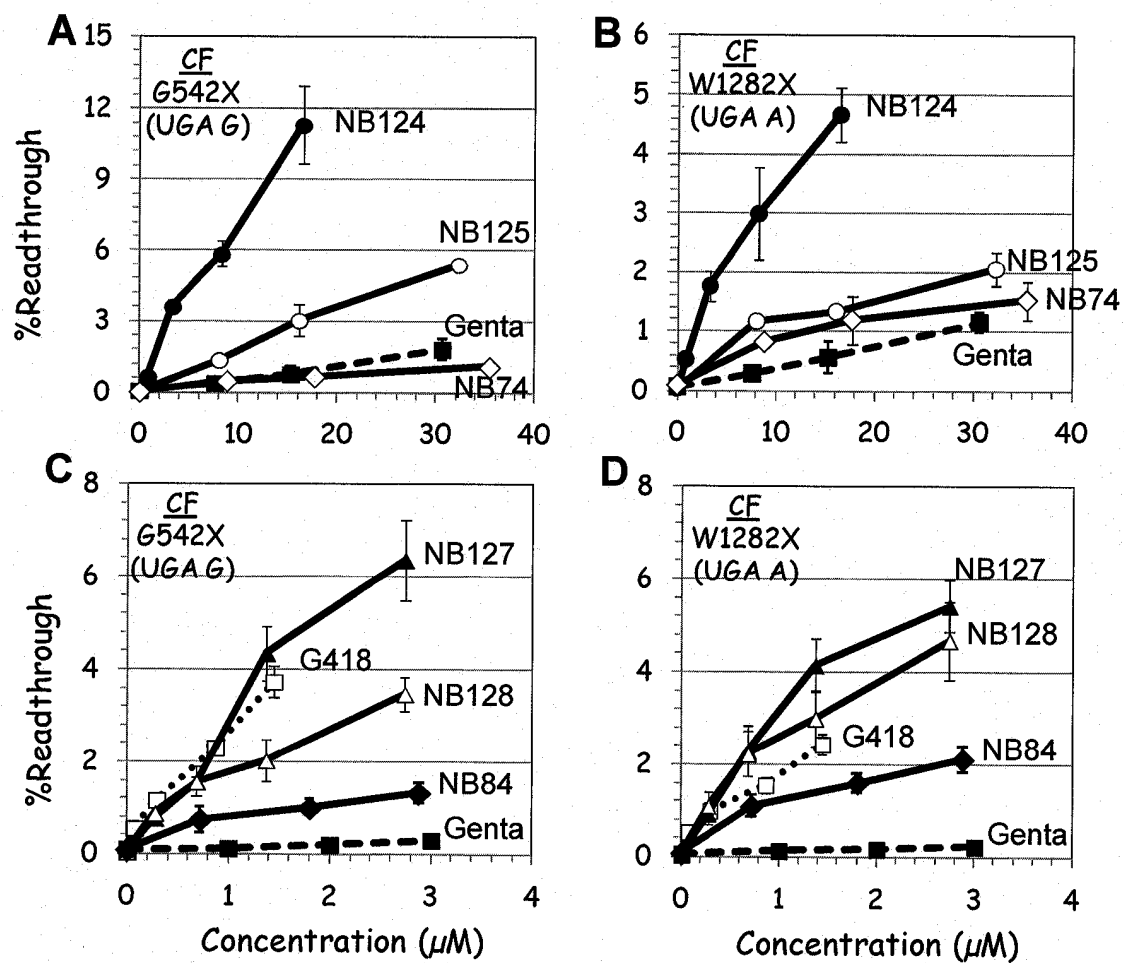 A
15
12
9
6
3
0
0 10 20 30 40
%Readthrough
CF
G542X
(UGA G)
NB124
NB125
Genta
NB74
B
6
5
4
3
2
1
0
0 10 20 30 40
CF
W1282X
(UGA A)
NB124
NB125
NB74
Genta
C
8
6
4
2
0
0 1 2 3 4
%Readthrough
Concentration (µM)
CF
G542X
(UGA G)
NB127
G418
NB128
NB84
Genta
D
8
6
4
2
0
0 1 2 3 4
Concentration (µM)
CF
W1282X
(UGA A)
NB127
NB128
G418
NB84
Genta